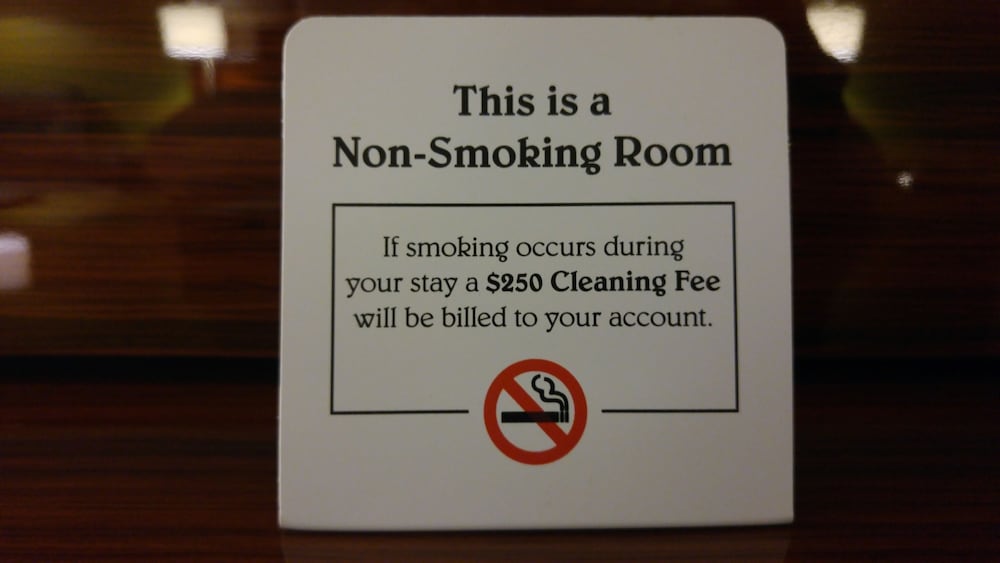 This is a
Non-Smoking Room
If smoking occurs during
your stay a $250 Cleaning Fee
will be billed to your account.